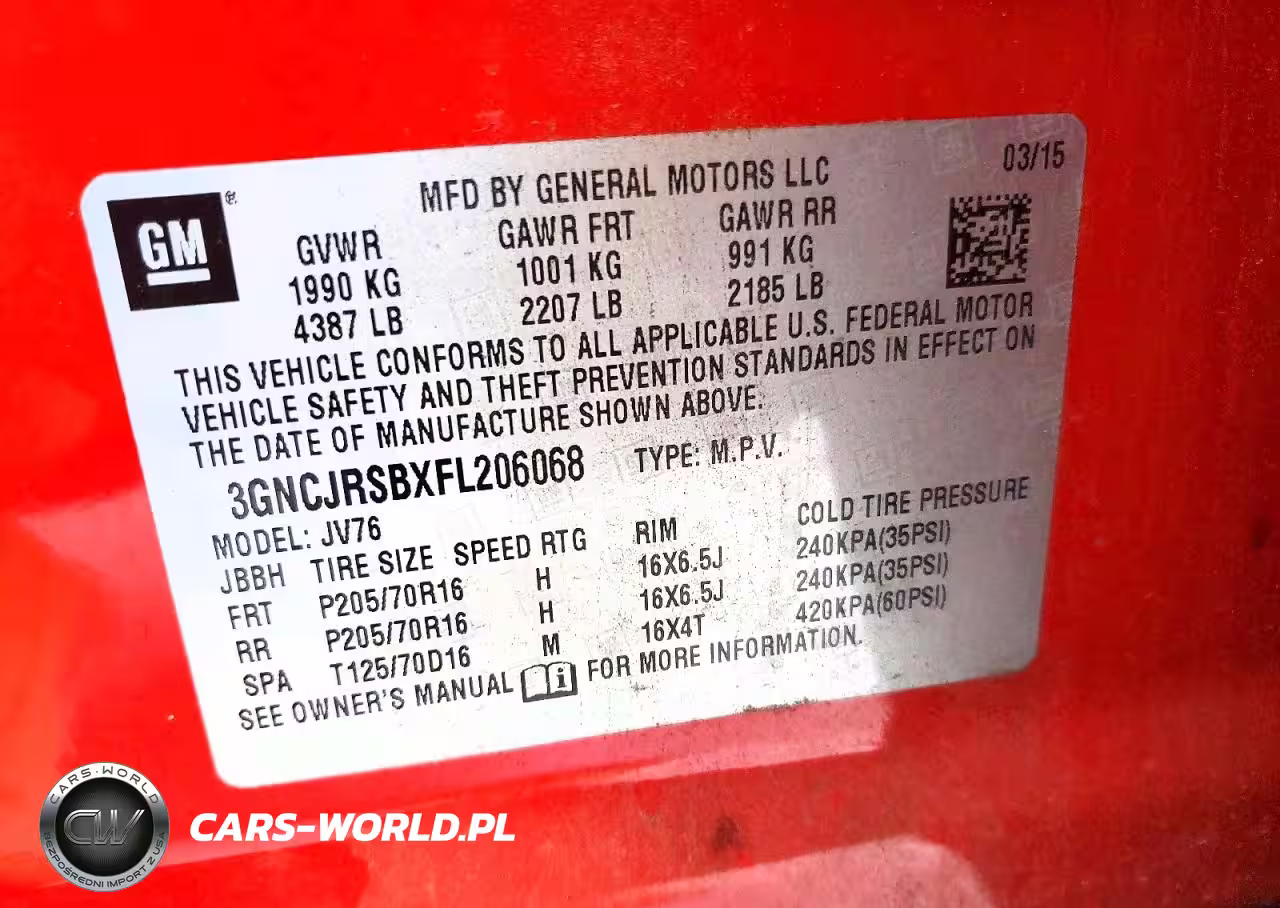 MFD BY GENERAL MOTORS LLC 03/15
GM ®
GVWR GAWR FRT GAWR RR
1990 KG 1001 KG 991 KG
4387 LB 2207 LB 2185 LB
THIS VEHICLE CONFORMS TO ALL APPLICABLE U.S. FEDERAL MOTOR
VEHICLE SAFETY AND THEFT PREVENTION STANDARDS IN EFFECT ON
THE DATE OF MANUFACTURE SHOWN ABOVE.
3GNCJRSBXFL206068 TYPE: M.P.V.
MODEL: JV76
JBBH TIRE SIZE SPEED RTG RIM COLD TIRE PRESSURE
FRT P205/70R16 H 16X6.5J 240KPA(35PSI)
RR P205/70R16 H 16X6.5J 240KPA(35PSI)
SPA T125/70D16 M 16X4T 420KPA(60PSI)
SEE OWNER'S MANUAL i FOR MORE INFORMATION.
CARS-WORLD
CW
BEZPOŚREDNI IMPORT Z USA
CARS-WORLD.PL